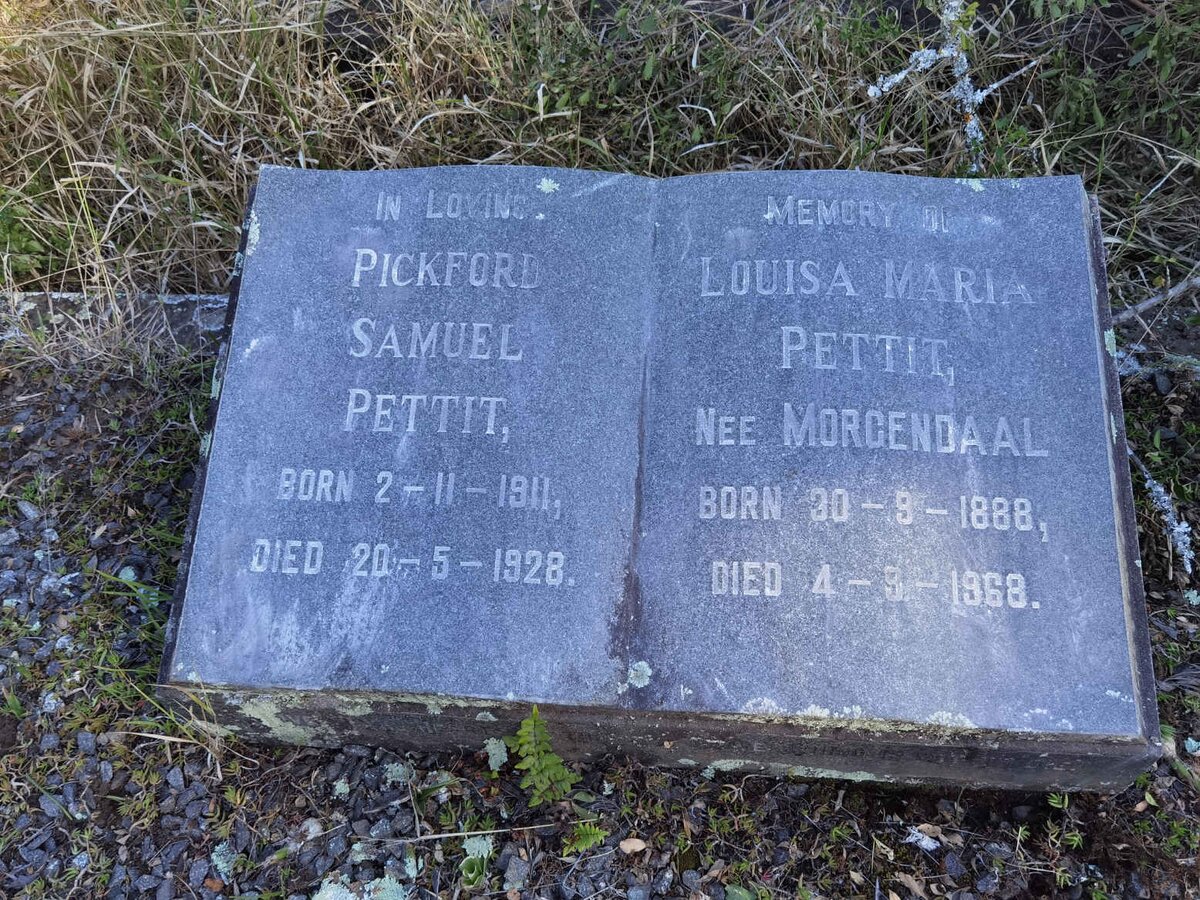 IN LOVING
PICKFORD
SAMUEL
PETTIT,
BORN 2-11-1911,
DIED 20-5-1928.
MEMORY OF
LOUISA MARIA
PETTIT,
NEE MORGENDAAL
BORN 30-9-1888,
DIED 4-9-1968.